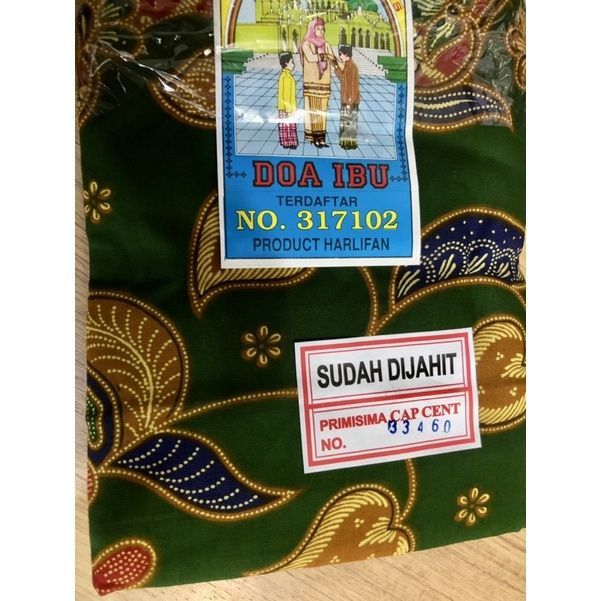 DOA IBU
TERDAFTAR
NO. 317102
PRODUCT HARLIFAN
SUDAH DIJAHIT
PRIMISIMA CAP CENT
NO. 33460